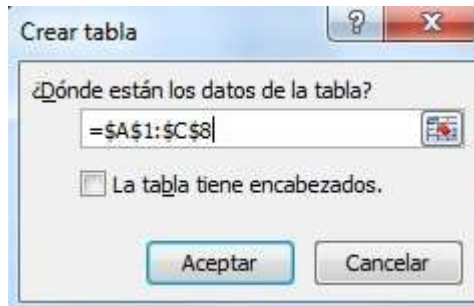 Crear tabla
?
¿Dónde están los datos de la tabla?
=$A$1:$C$8
La tabla tiene encabezados.
Aceptar Cancelar